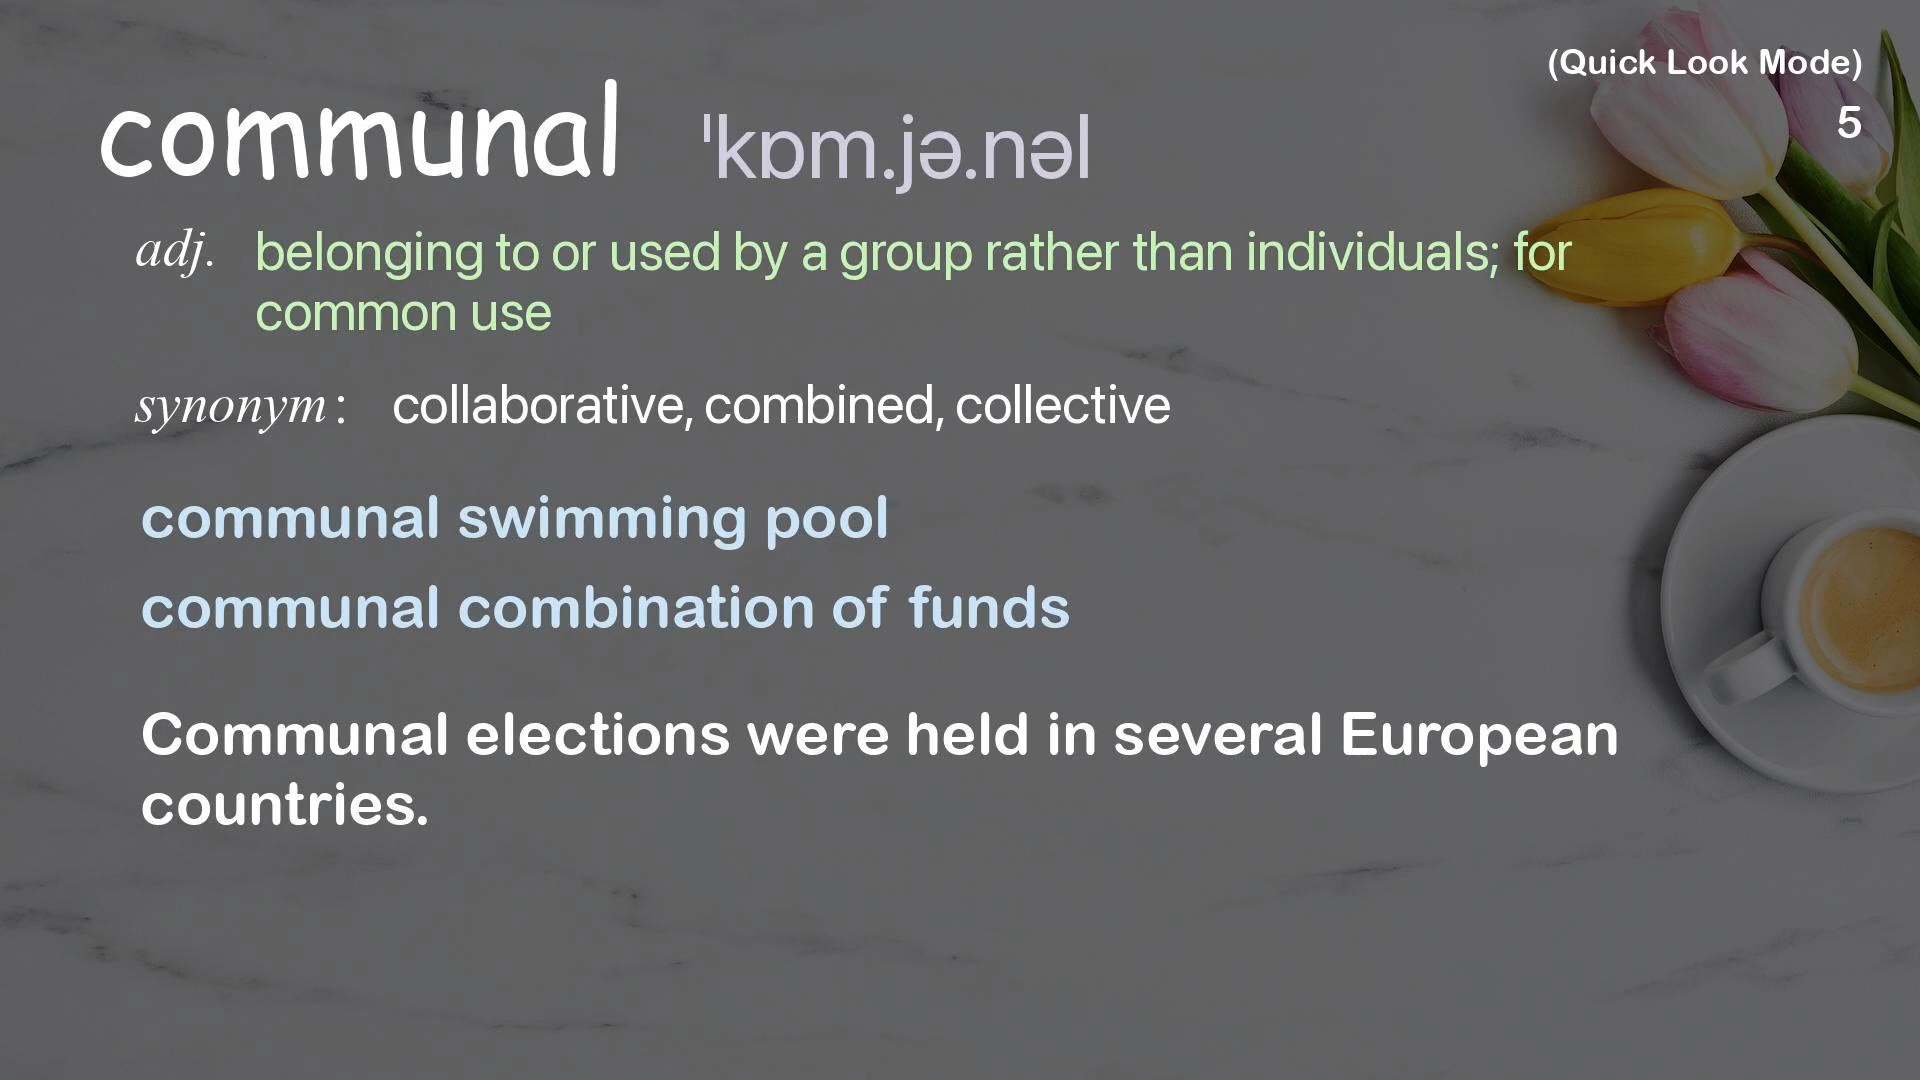 (Quick Look Mode)
5
communal ˈkɒm.jə.nəl
adj. belonging to or used by a group rather than individuals; for
common use
synonym: collaborative, combined, collective
communal swimming pool
communal combination of funds
Communal elections were held in several European
countries.